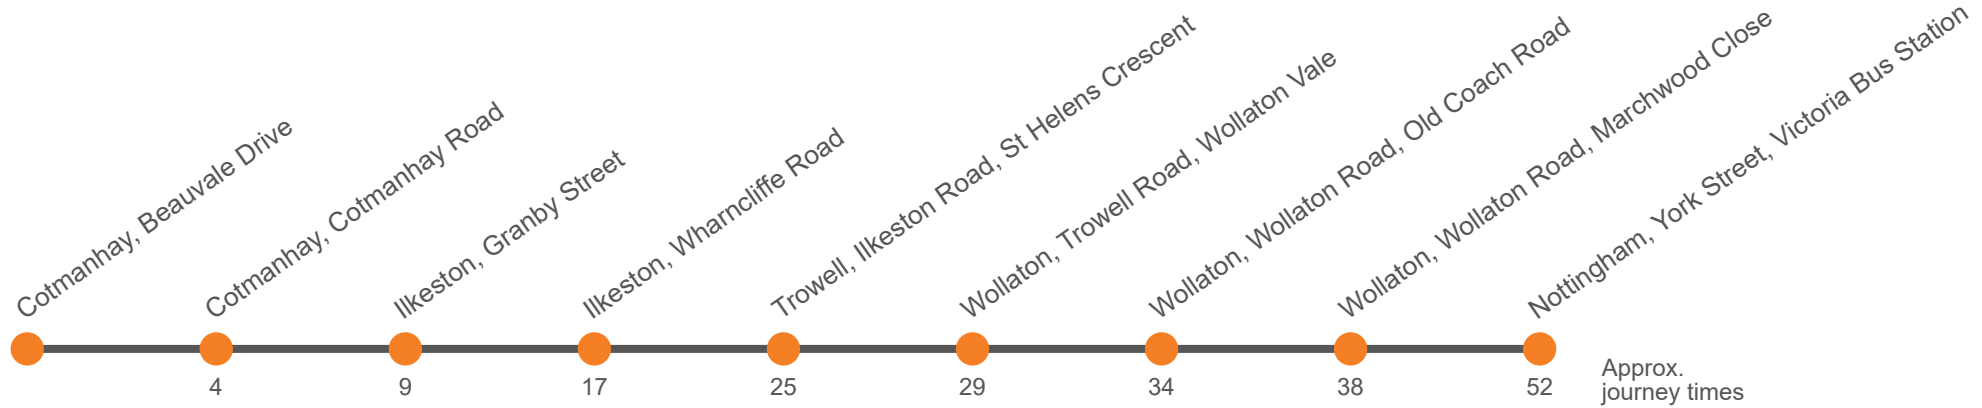 Cotmanhay, Beauvale Drive
Cotmanhay, Cotmanhay Road
Ilkeston, Granby Street
Ilkeston, Wharncliffe Road
Trowell, Ilkeston Road, St Helens Crescent
Wollaton, Trowell Road, Wollaton Vale
Wollaton, Wollaton Road, Old Coach Road
Wollaton, Wollaton Road, Marchwood Close
Nottingham, York Street, Victoria Bus Station
4
9
17
25
29
34
38
52
Approx.
journey times